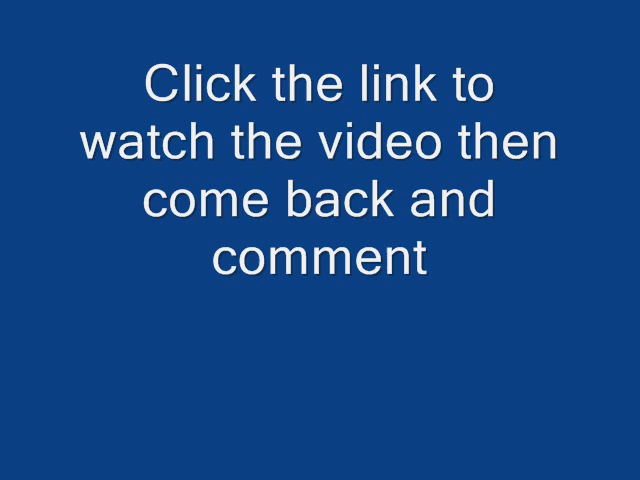 Click the link to
watch the video then
come back and
comment